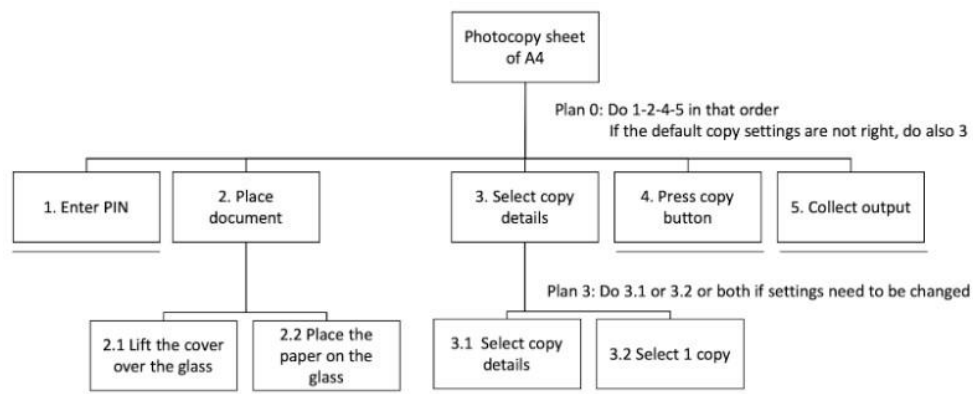 Photocopy sheet
of A4
Plan 0: Do 1-2-4-5 in that order
If the default copy settings are not right, do also 3
1. Enter PIN
2. Place
document
3. Select copy
details
4. Press copy
button
5. Collect output
Plan 3: Do 3.1 or 3.2 or both if settings need to be changed
2.1 Lift the cover
over the glass
2.2 Place the
paper on the
glass
3.1 Select copy
details
3.2 Select 1 copy